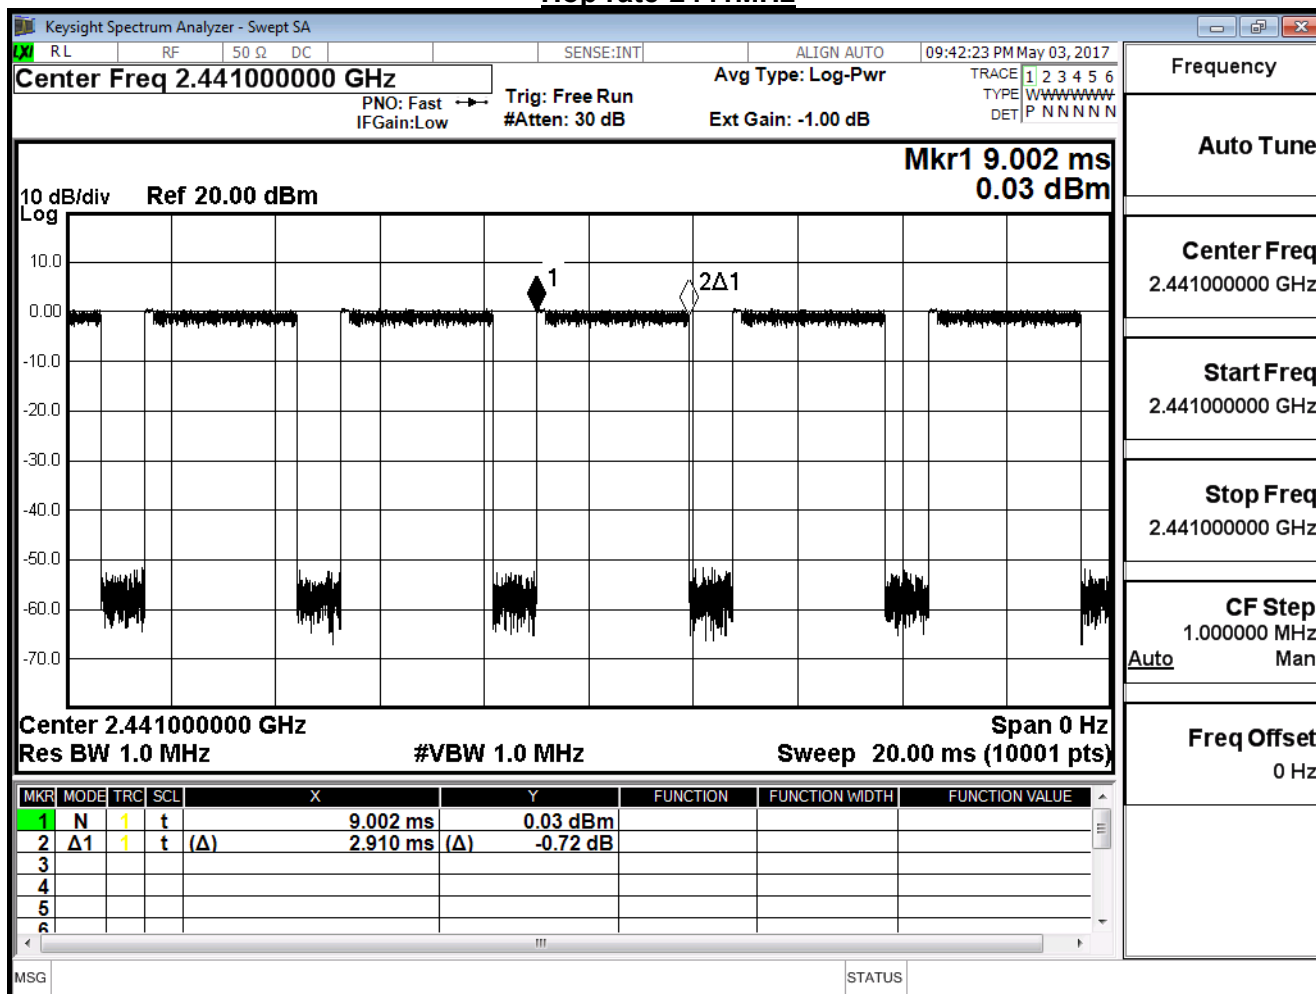 Keysight Spectrum Analyzer - Swept SA
LXI RL RF 50 Ω DC SENSE:INT ALIGN AUTO 09:42:23 PM May 03, 2017
Center Freq 2.441000000 GHz
PNO: Fast
IFGain:Low
Trig: Free Run
#Atten: 30 dB
Avg Type: Log-Pwr
Ext Gain: -1.00 dB
TRACE 1 2 3 4 5 6
TYPE WWWWWW
DET P N N N N N
Mkr1 9.002 ms
0.03 dBm
10 dB/div Ref 20.00 dBm
Log
10.0
0.00
-10.0
-20.0
-30.0
-40.0
-50.0
-60.0
-70.0
1
2Δ1
Center 2.441000000 GHz Span 0 Hz
Res BW 1.0 MHz #VBW 1.0 MHz Sweep 20.00 ms (10001 pts)
MKR MODE TRC SCL X Y FUNCTION FUNCTION WIDTH FUNCTION VALUE
1 N 1 t 9.002 ms 0.03 dBm
2 Δ1 1 t (Δ) 2.910 ms (Δ) -0.72 dB
3
4
5
6
MSG STATUS
Frequency
Auto Tune
Center Freq
2.441000000 GHz
Start Freq
2.441000000 GHz
Stop Freq
2.441000000 GHz
CF Step
1.000000 MHz
Auto Man
Freq Offset
0 Hz